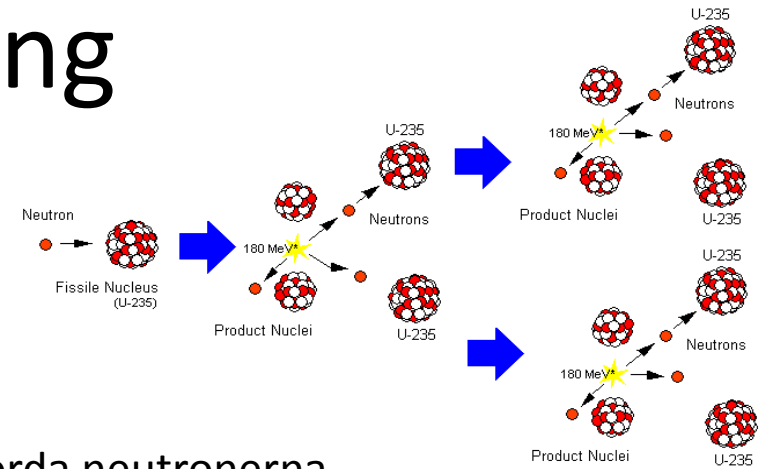 ng
Neutron
Fissile Nucleus
(U-235)
U-235
Neutrons
180 MeV*
Product Nuclei
U-235
U-235
Neutrons
180 MeV*
Product Nuclei
U-235
U-235
Neutrons
180 MeV*
Product Nuclei
U-235
neutronerna